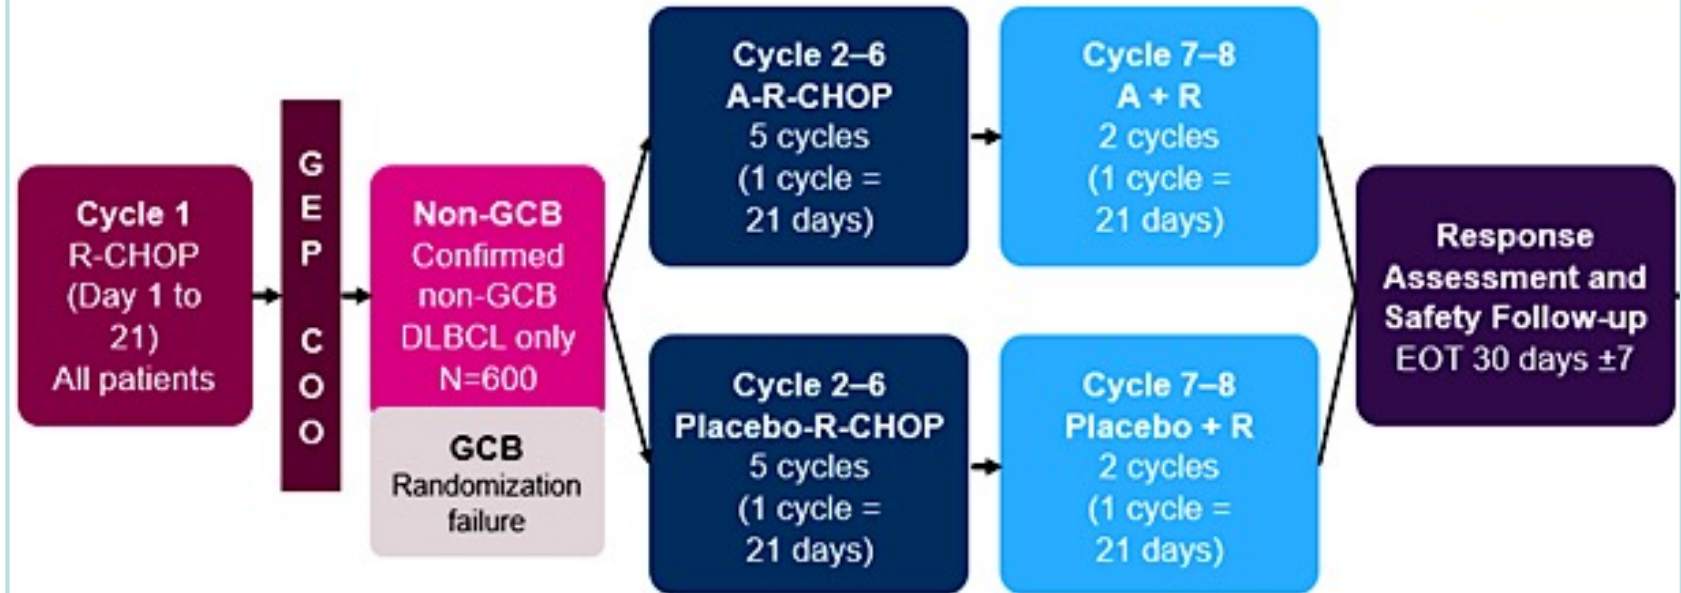 Cycle 1
R-CHOP
(Day 1 to
21)
All patients
G
E
P
C
O
O
Non-GCB
Confirmed
non-GCB
DLBCL only
N=600
GCB
Randomization
failure
Cycle 2–6
A-R-CHOP
5 cycles
(1 cycle =
21 days)
Cycle 7–8
A + R
2 cycles
(1 cycle =
21 days)
Cycle 2–6
Placebo-R-CHOP
5 cycles
(1 cycle =
21 days)
Cycle 7–8
Placebo + R
2 cycles
(1 cycle =
21 days)
Response
Assessment and
Safety Follow-up
EOT 30 days ±7